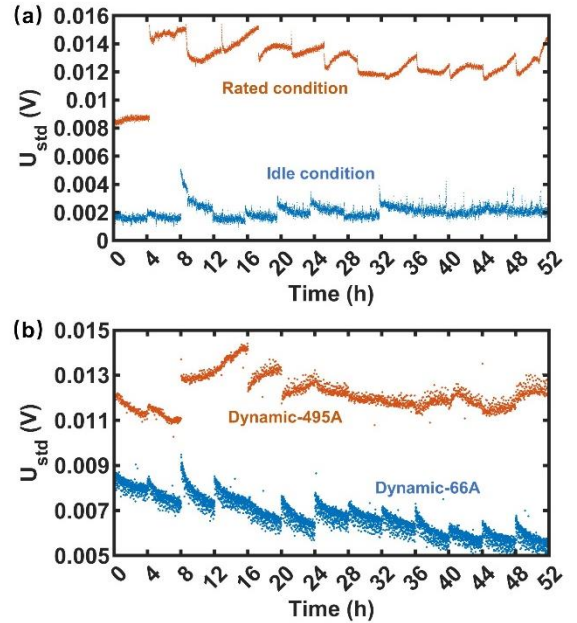 (a)
0.016
0.014
0.012
0.01
0.008
0.006
0.004
0.002
0
U_std (V)
Rated condition
Idle condition
0 4 8 12 16 20 24 28 32 36 40 44 48 52
Time (h)
(b)
0.015
0.013
0.011
0.009
0.007
0.005
U_std (V)
Dynamic-495A
Dynamic-66A
0 4 8 12 16 20 24 28 32 36 40 44 48 52
Time (h)